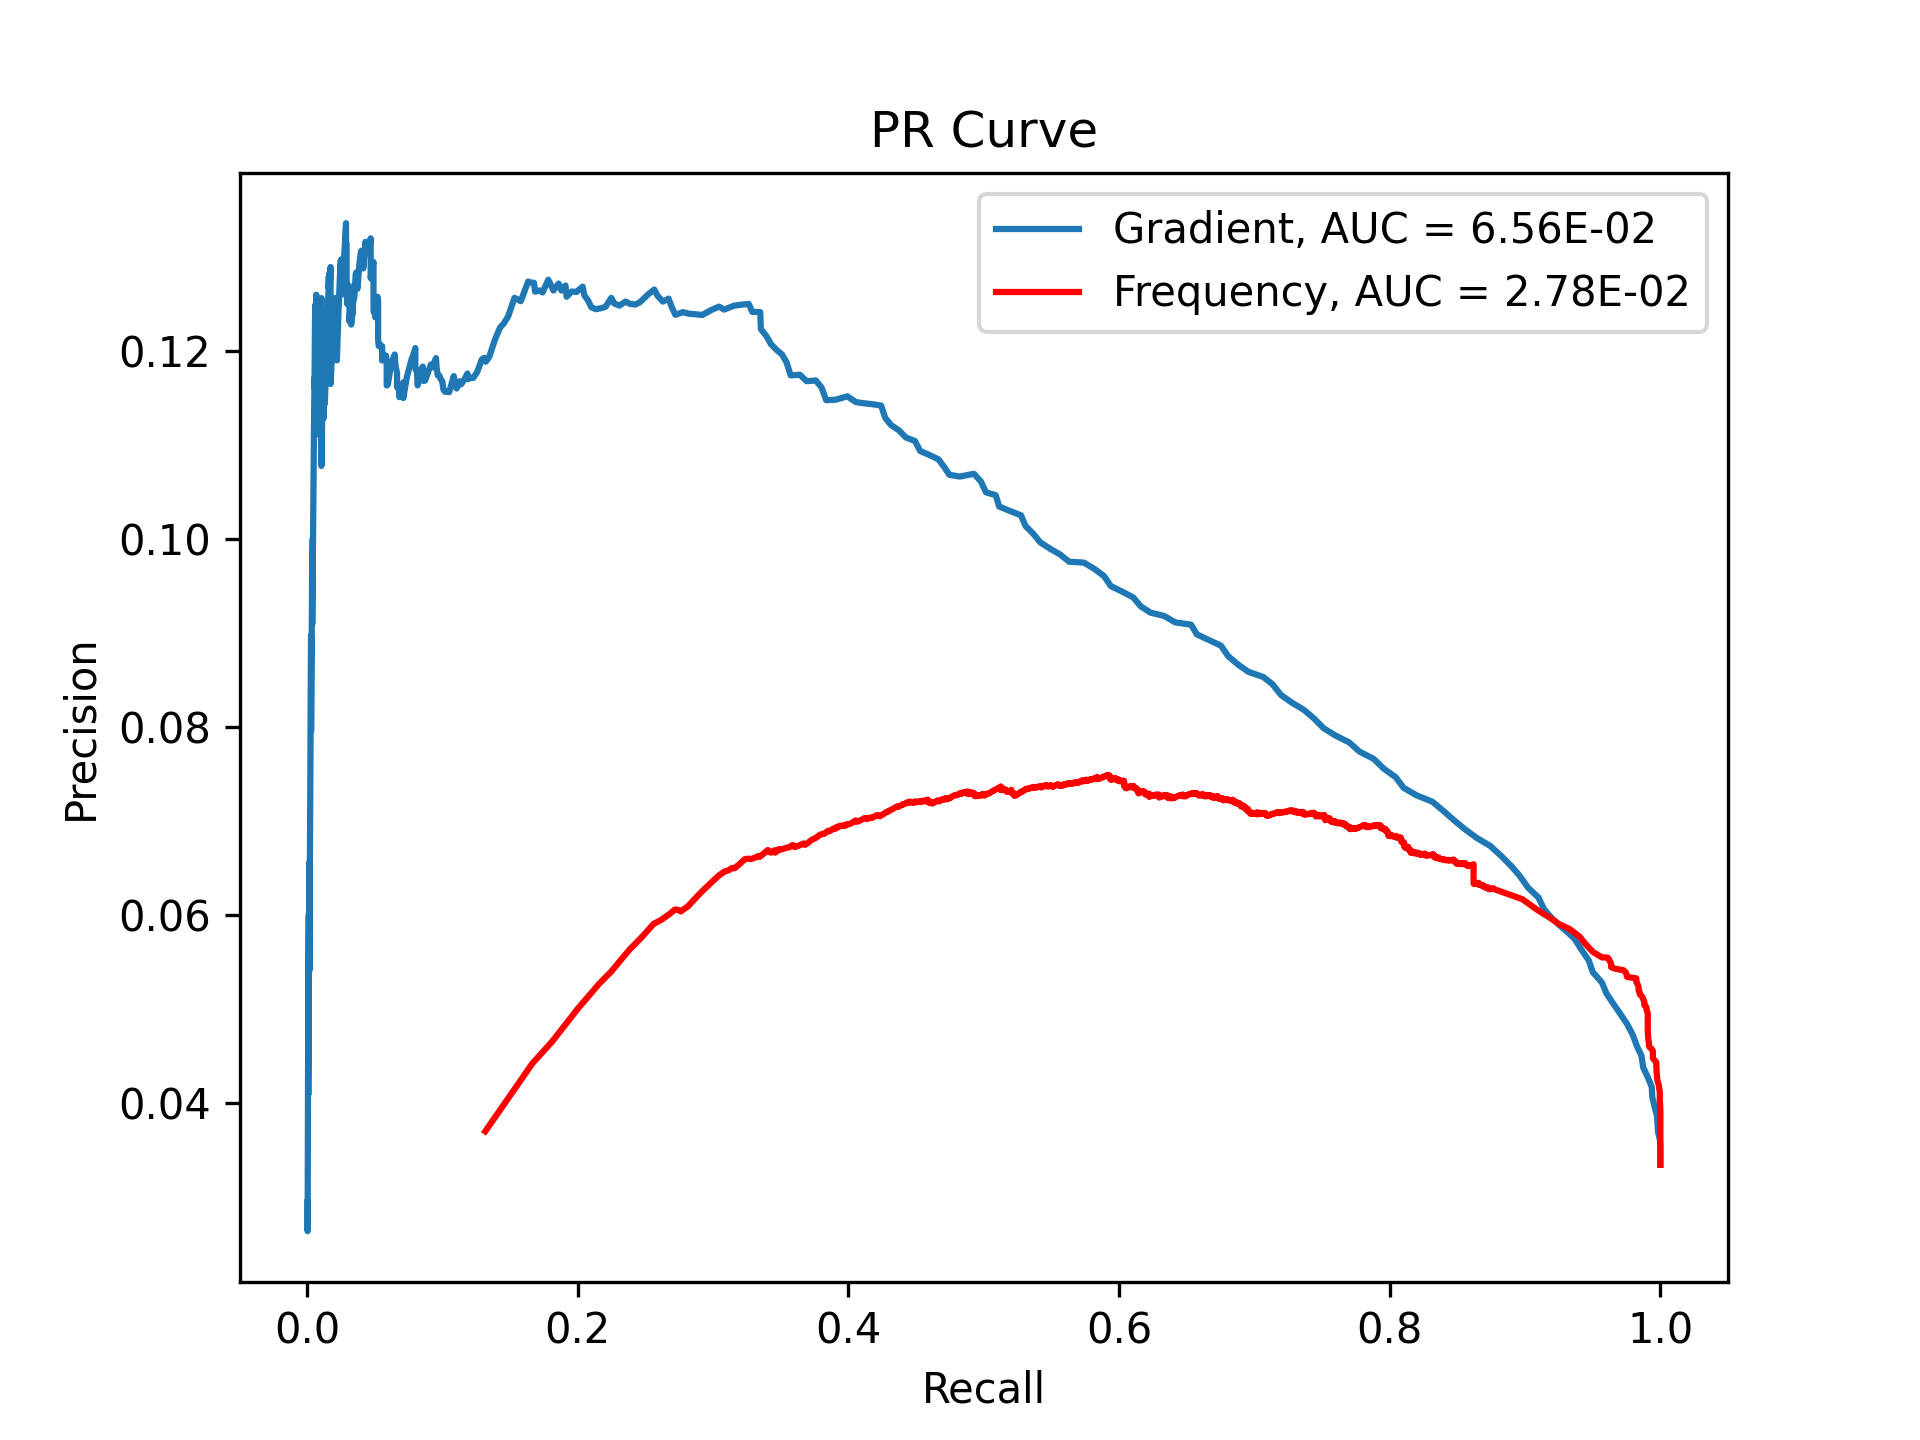 PR Curve
Gradient, AUC = 6.56E-02
Frequency, AUC = 2.78E-02
Precision
0.12
0.10
0.08
0.06
0.04
0.0 0.2 0.4 0.6 0.8 1.0
Recall